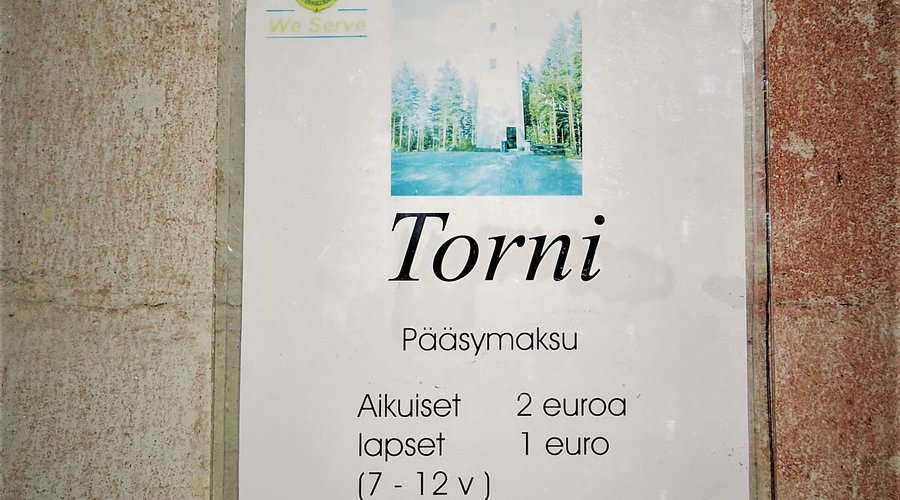 We Serve
Torni
Pääsymaksu
Aikuiset 2 euroa
lapset 1 euro
(7 - 12 v )